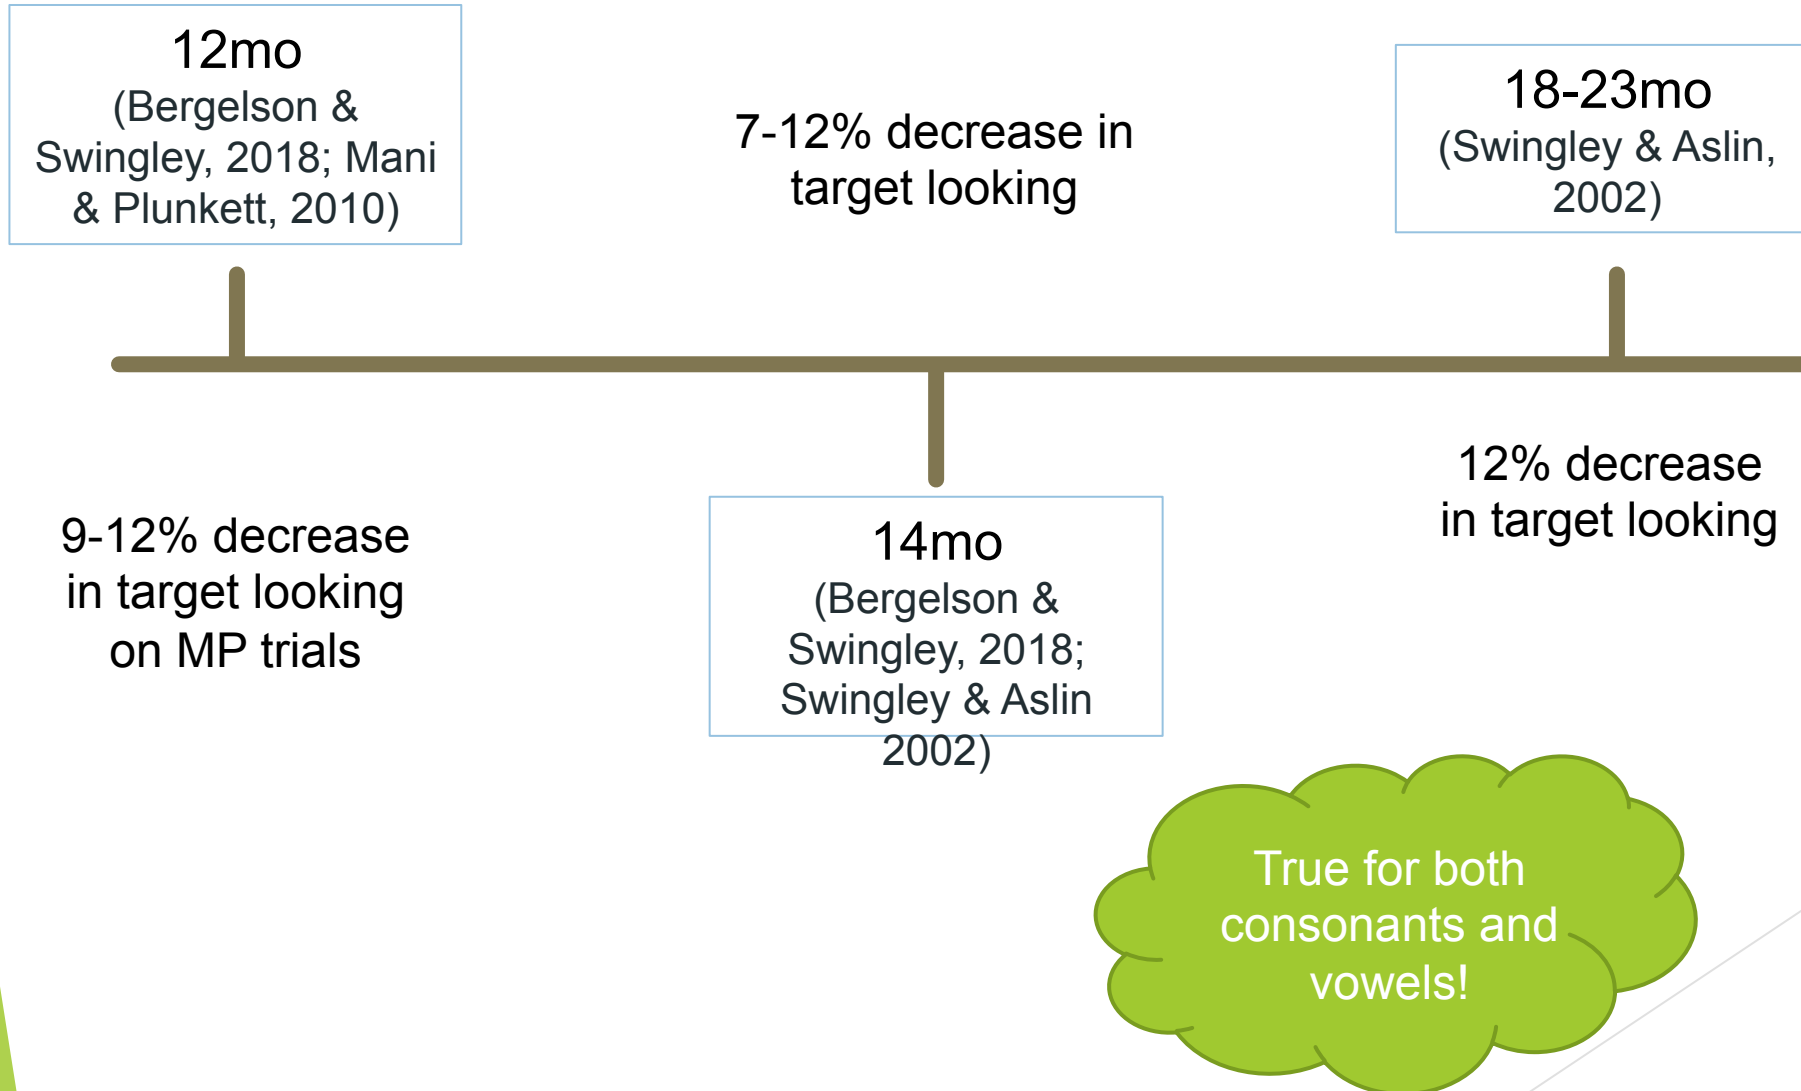 12mo
(Bergelson &
Swingley, 2018; Mani
& Plunkett, 2010)
9-12% decrease
in target looking
on MP trials
7-12% decrease in
target looking
14mo
(Bergelson &
Swingley, 2018;
Swingley & Aslin
2002)
18-23mo
(Swingley & Aslin,
2002)
12% decrease
in target looking
True for both
consonants and
vowels!